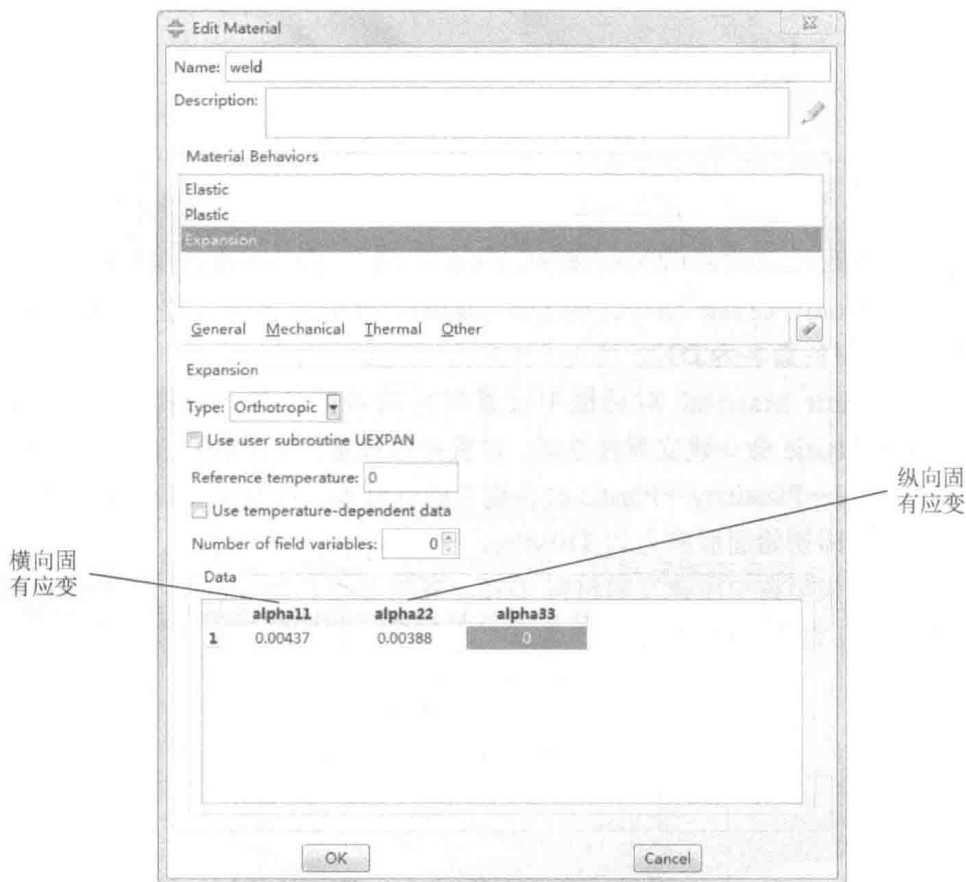 Edit Material
Name: weld
Description:
Material Behaviors
Elastic
Plastic
Expansion
General Mechanical Thermal Other
Expansion
Type: Orthotropic
Use user subroutine UEXPAN
Reference temperature: 0
Use temperature-dependent data
Number of field variables: 0
Data
alpha11 alpha22 alpha33
1 0.00437 0.00388 0
OK Cancel
横向固
有应变
纵向固
有应变